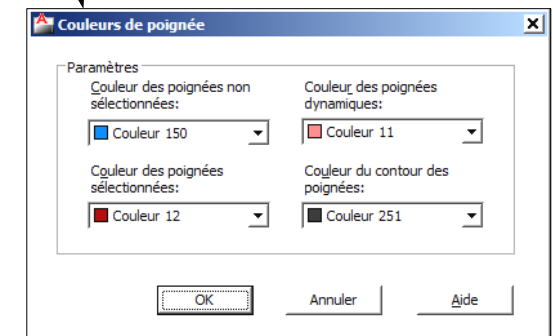 Couleurs de poignée
Paramètres
Couleur des poignées non
sélectionnées:
Couleur 150
Couleur des poignées
dynamiques:
Couleur 11
Couleur des poignées
sélectionnées:
Couleur 12
Couleur du contour des
poignées:
Couleur 251
OK
Annuler
Aide